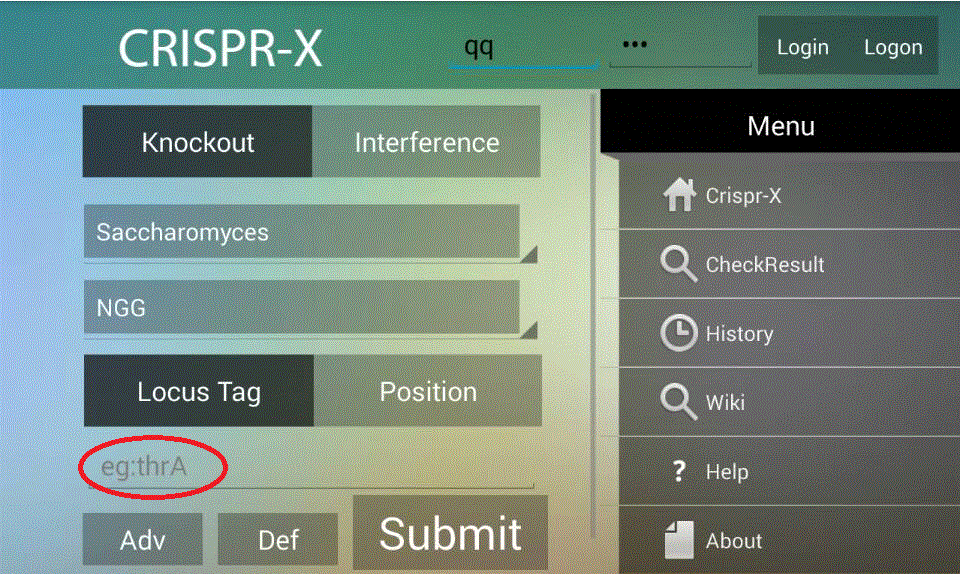 CRISPR-X
qq
•••
Login
Logon
Knockout
Interference
Saccharomyces
NGG
Locus Tag
Position
eg:thrA
Adv
Def
Submit
Menu
Crispr-X
CheckResult
History
Wiki
? Help
About